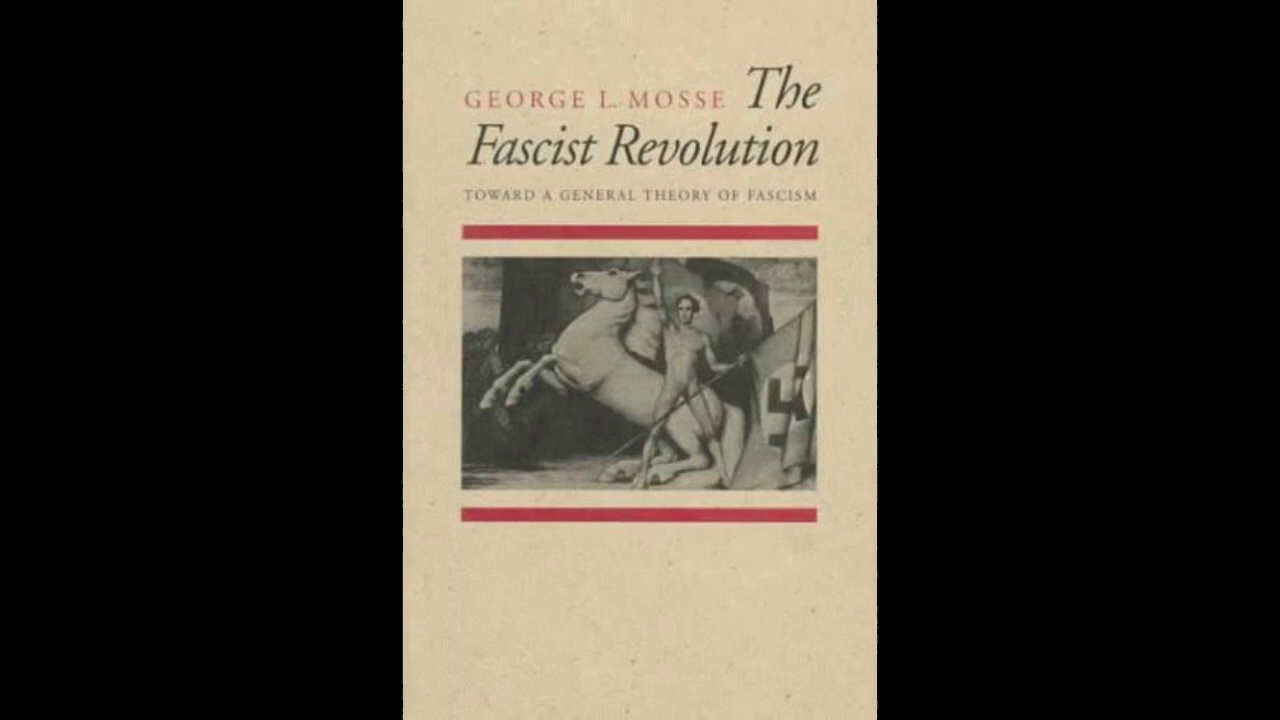 GEORGE L. MOSSE The
Fascist Revolution
TOWARD A GENERAL THEORY OF FASCISM